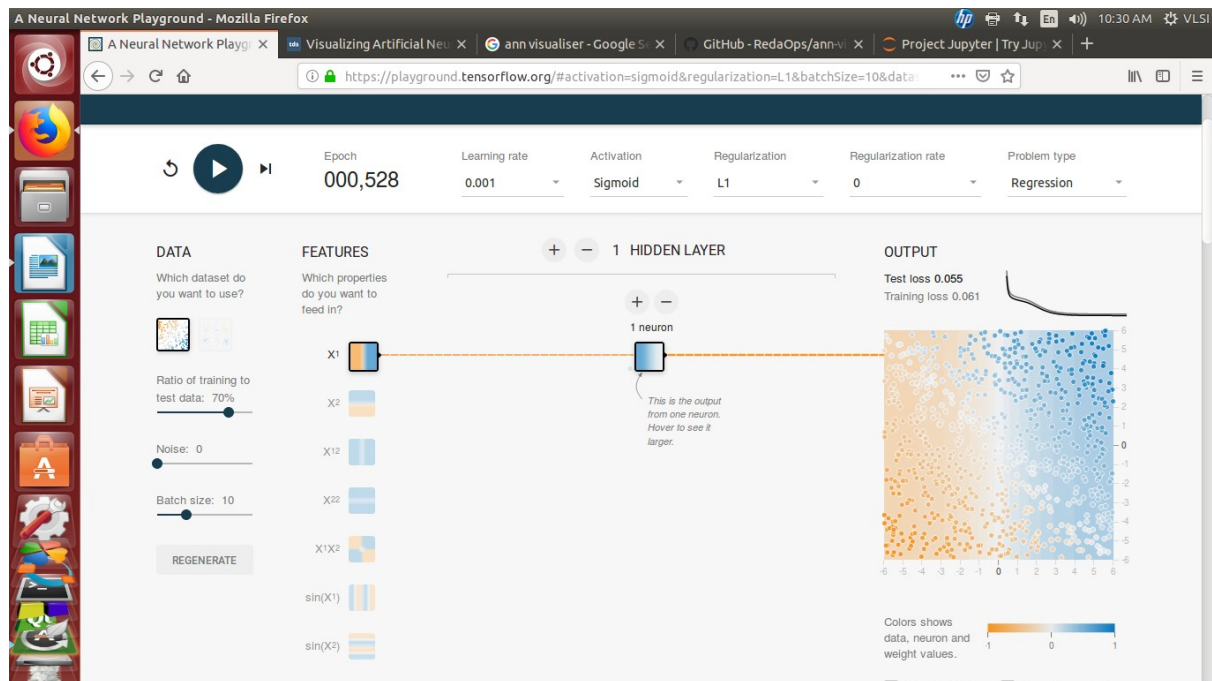 A Neural Network Playground - Mozilla Firefox
hp En 10:30 AM VLSI
A Neural Network Playgr × tds Visualizing Artificial Neu × G ann visualiser - Google Se × GitHub - RedaOps/ann-vi × Project Jupyter | Try Jup × +
https://playground.tensorflow.org/#activation=sigmoid&regularization=L1&batchSize=10&datas
Epoch
000,528
Learning rate
0.001
Activation
Sigmoid
Regularization
L1
Regularization rate
0
Problem type
Regression
DATA
Which dataset do
you want to use?
Ratio of training to
test data: 70%
Noise: 0
Batch size: 10
REGENERATE
FEATURES
Which properties
do you want to
feed in?
X1
X2
X12
X22
X1X2
sin(X1)
sin(X2)
+ − 1 HIDDEN LAYER
+ −
1 neuron
This is the output
from one neuron.
Hover to see it
larger.
OUTPUT
Test loss 0.055
Training loss 0.061
6
5
4
3
2
1
0
-1
-2
-3
-4
-5
-6
-6 -5 -4 -3 -2 -1 0 1 2 3 4 5 6
Colors shows
data, neuron and
weight values.
-1 0 1